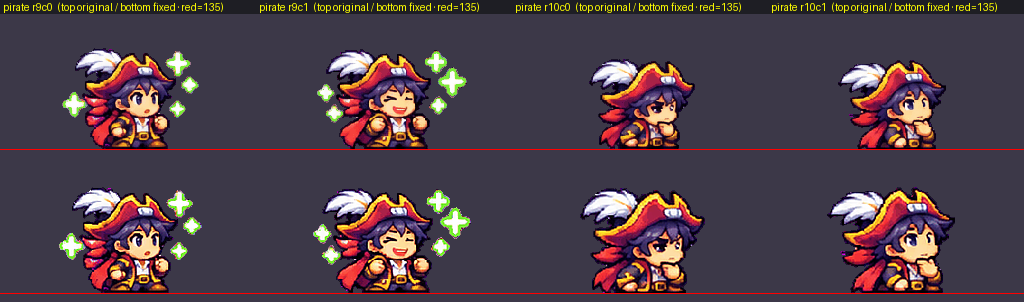 pirate r9c0 (top original / bottom fixed · red=135)
pirate r9c1 (top original / bottom fixed · red=135)
pirate r10c0 (top original / bottom fixed · red=135)
pirate r10c1 (top original / bottom fixed · red=135)